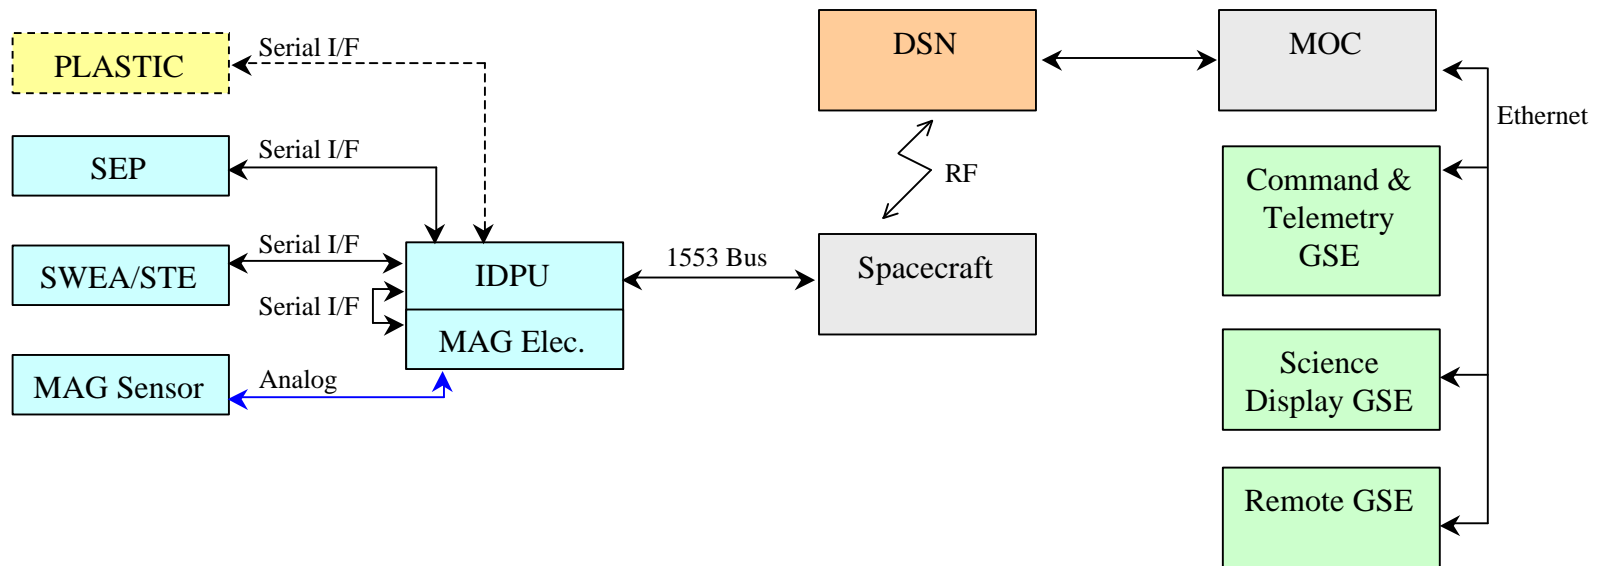 PLASTIC
Serial I/F
DSN
MOC
Ethernet
SEP
Serial I/F
RF
Command &
Telemetry
GSE
SWEA/STE
Serial I/F
Serial I/F
IDPU
MAG Elec.
1553 Bus
Spacecraft
MAG Sensor
Analog
Science
Display GSE
Remote GSE